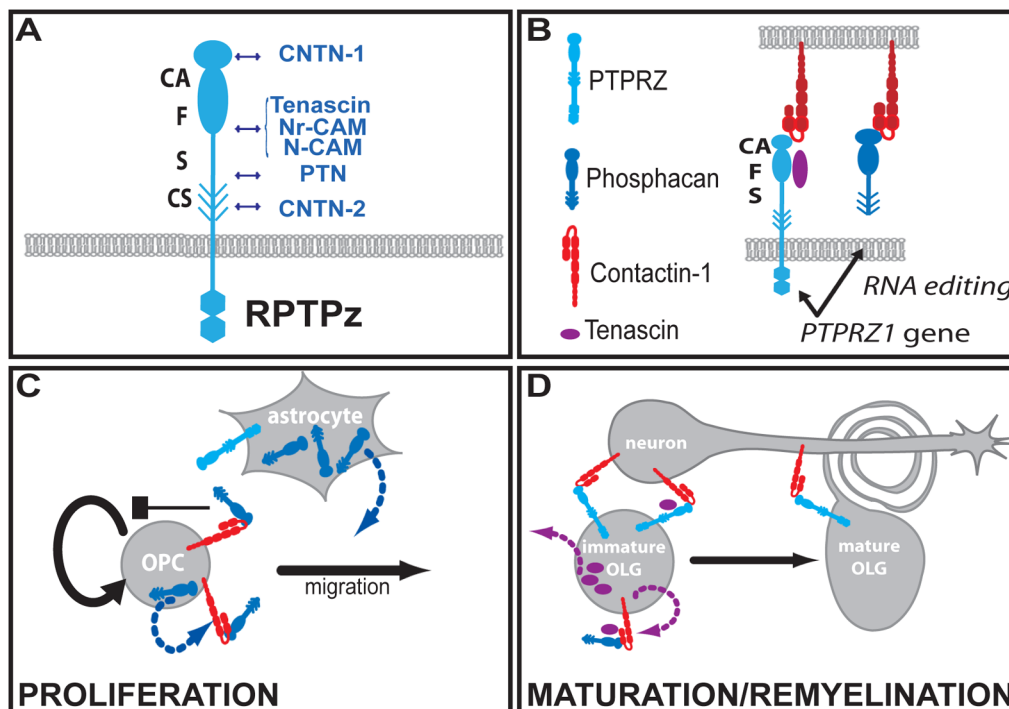 A
CNTN-1
CA
F
Tenascin
Nr-CAM
N-CAM
S
PTN
CS
CNTN-2
RPTPz
B
PTPRZ
Phosphacan
Contactin-1
Tenascin
CA
F
S
RNA editing
PTPRZ1 gene
C
astrocyte
OPC
migration
PROLIFERATION
D
neuron
immature
OLG
mature
OLG
MATURATION/REMYELINATION